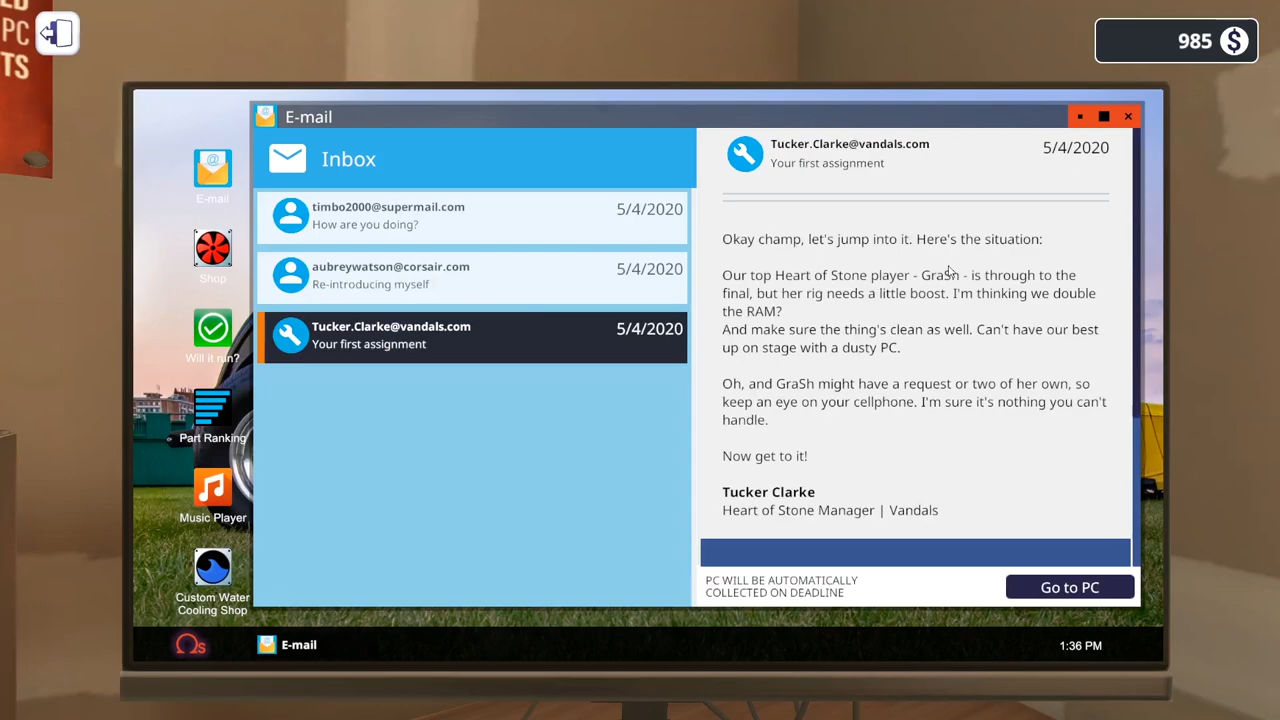 PC
TS
985
E-mail
Inbox
timbo2000@supermail.com
How are you doing?
5/4/2020
aubreywatson@corsair.com
Re-introducing myself
5/4/2020
Tucker.Clarke@vandals.com
Your first assignment
5/4/2020
Tucker.Clarke@vandals.com
Your first assignment
5/4/2020
Okay champ, let's jump into it. Here's the situation:
Our top Heart of Stone player - GraSh - is through to the
final, but her rig needs a little boost. I'm thinking we double
the RAM?
And make sure the thing's clean as well. Can't have our best
up on stage with a dusty PC.
Oh, and GraSh might have a request or two of her own, so
keep an eye on your cellphone. I'm sure it's nothing you can't
handle.
Now get to it!
Tucker Clarke
Heart of Stone Manager | Vandals
PC WILL BE AUTOMATICALLY
COLLECTED ON DEADLINE
Go to PC
E-mail
Shop
Will it run?
Part Ranking
Music Player
Custom Water
Cooling Shop
Ωs
E-mail
1:36 PM